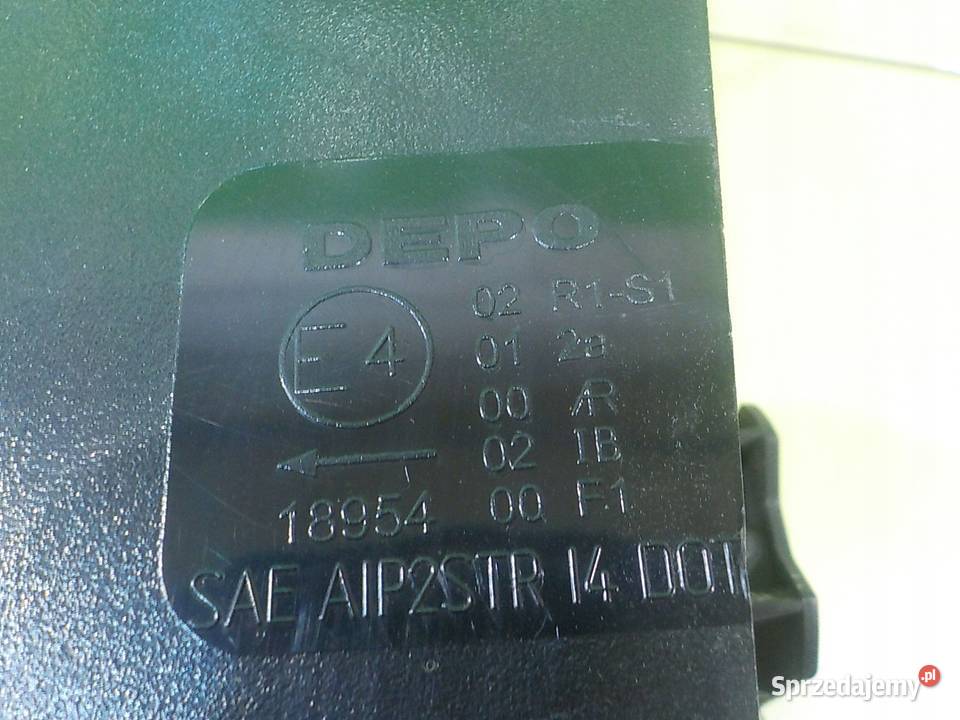 DEPO
E 4
02 R1-S1
01 2a
00 AR
02 IB
18954 00 F1
SAE AIP2STR 14 DOT
Sprzedajemy.pl